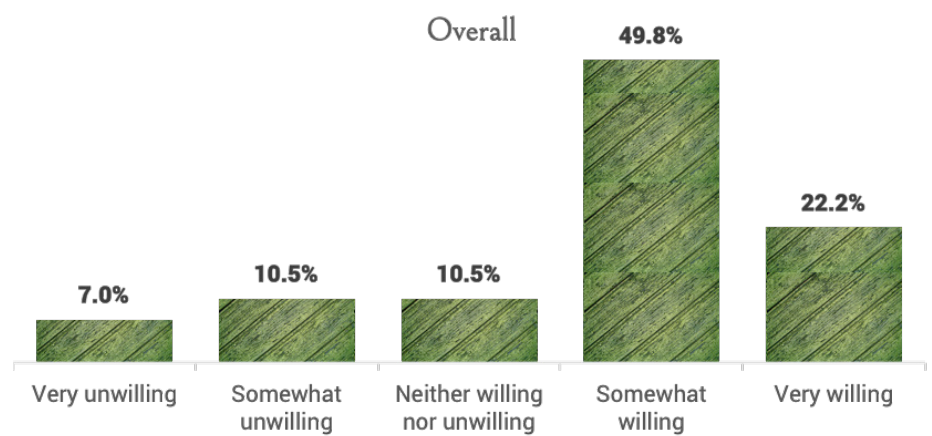 Overall
49.8%
22.2%
10.5%
10.5%
7.0%
Very unwilling
Somewhat
unwilling
Neither willing
nor unwilling
Somewhat
willing
Very willing